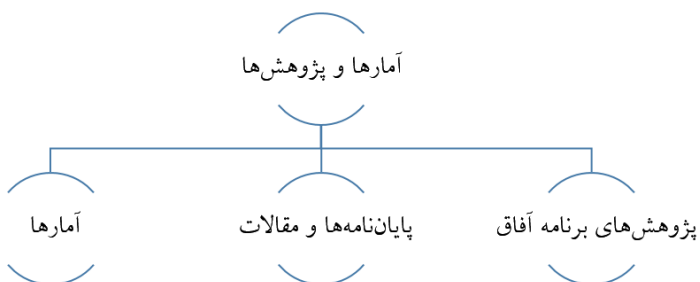 آمارها و پژوهش‌ها
پژوهش‌های برنامه آفاق
پایان‌نامه‌ها و مقالات
آمارها